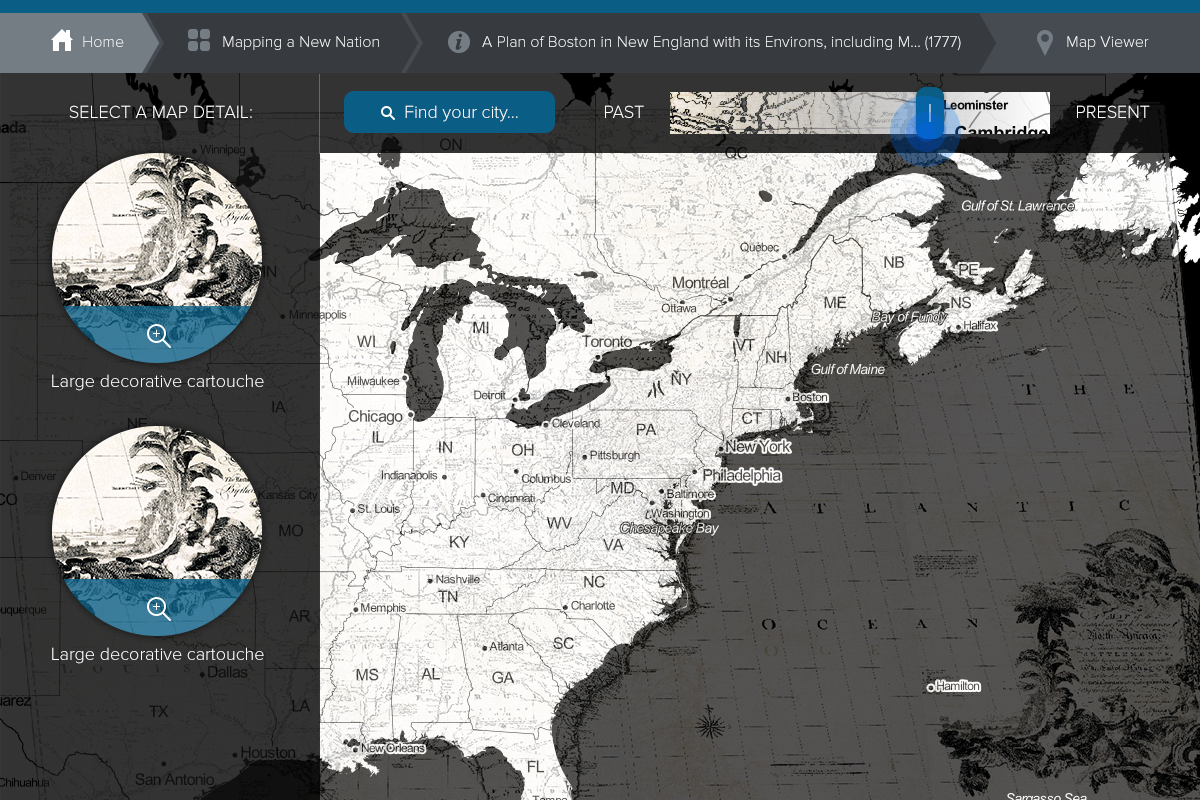 Home
Mapping a New Nation
A Plan of Boston in New England with its Environs, including M... (1777)
Map Viewer
SELECT A MAP DETAIL:
Find your city...
PAST
Leominster
Cambridge
PRESENT
ada
Winnipeg
ON
QC
Gulf of St. Lawrence
Québec
NB
PE
Montréal
Ottawa
ME
NS
Bay of Fundy
Halifax
Minneapolis
WI
MI
Toronto
VT
NH
Gulf of Maine
Large decorative cartouche
Milwaukee
NY
THE
Detroit
Boston
IA
Chicago
CT
NE
Cleveland
IL
IN
OH
PA
New York
Pittsburgh
Denver
Indianapolis
Columbus
Philadelphia
MD
Kansas City
Cincinnati
Baltimore
CO
St. Louis
Washington
ATLANTIC
WV
Chesapeake Bay
MO
KY
VA
Nashville
NC
TN
uquerque
Memphis
Charlotte
AR
OCEAN
North America
SC
Atlanta
Large decorative cartouche
Dallas
MS
AL
GA
Hamilton
arez
TX
LA
New Orleans
Houston
FL
San Antonio
Chihuahua
Tampa
Sargasso Sea